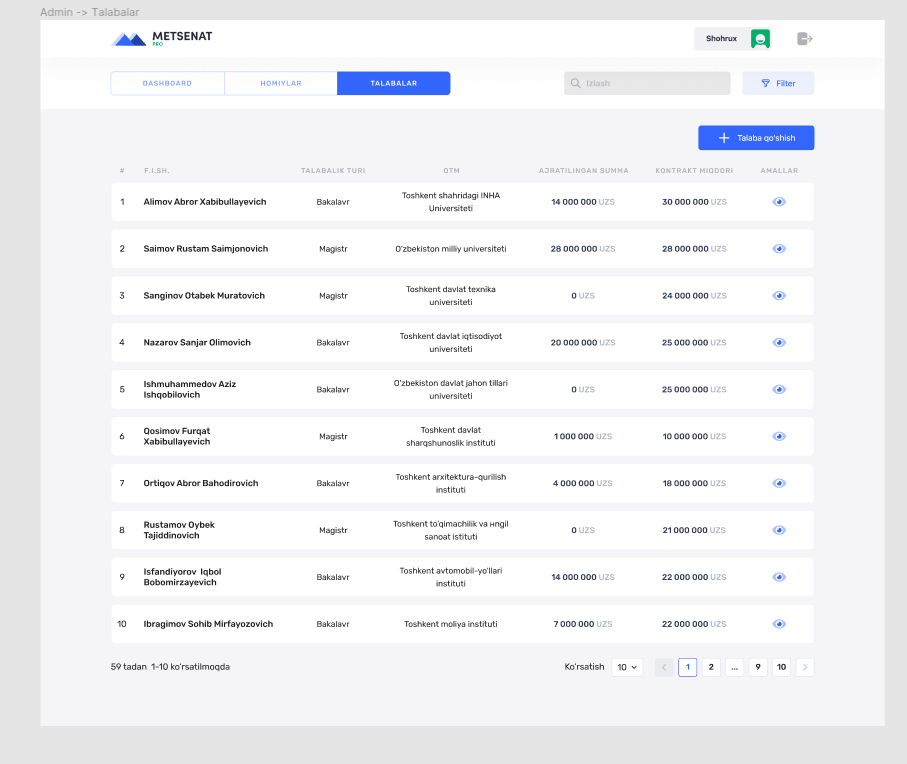 Admin -> Talabalar
METSENAT
PRO
Shohrux
DASHBOARD HOMIYLAR TALABALAR
Izlash
Filter
Talaba qo'shish
# F.I.SH. TALABALIK TURI OTM AJRATILINGAN SUMMA KONTRAKT MIQDORI AMALLAR
1 Alimov Abror Xabibullayevich Bakalavr Toshkent shahridagi INHA Universiteti 14 000 000 UZS 30 000 000 UZS
2 Saimov Rustam Saimjonovich Magistr O'zbekiston milliy universiteti 28 000 000 UZS 28 000 000 UZS
3 Sanginov Otabek Muratovich Magistr Toshkent davlat texnika universiteti 0 UZS 24 000 000 UZS
4 Nazarov Sanjar Olimovich Bakalavr Toshkent davlat iqtisodiyot universiteti 20 000 000 UZS 25 000 000 UZS
5 Ishmuhammedov Aziz Ishqobilovich Bakalavr O'zbekiston davlat jahon tillari universiteti 0 UZS 25 000 000 UZS
6 Qosimov Furqat Xabibullayevich Magistr Toshkent davlat sharqshunoslik instituti 1 000 000 UZS 10 000 000 UZS
7 Ortiqov Abror Bahodirovich Bakalavr Toshkent arxitektura-qurilish instituti 4 000 000 UZS 18 000 000 UZS
8 Rustamov Oybek Tajiddinovich Magistr Toshkent to'qimachilik va нngil sanoat istituti 0 UZS 21 000 000 UZS
9 Isfandiyorov Iqbol Bobomirzayevich Bakalavr Toshkent avtomobil-yo'llari instituti 14 000 000 UZS 22 000 000 UZS
10 Ibragimov Sohib Mirfayozovich Bakalavr Toshkent moliya instituti 7 000 000 UZS 22 000 000 UZS
59 tadan 1-10 ko'rsatilmoqda
Ko'rsatish 10 < 1 2 ... 9 10 >